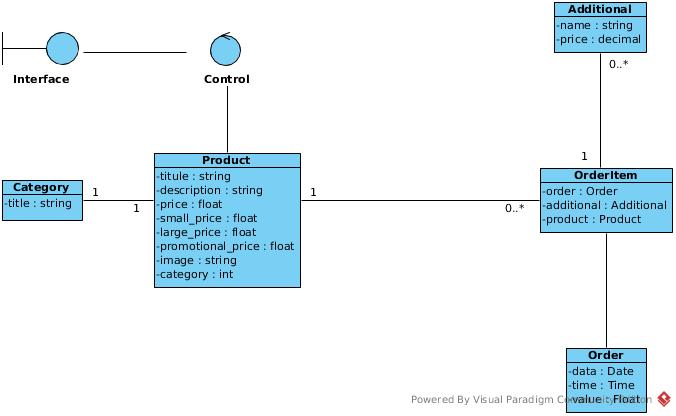 Additional
-name : string
-price : decimal
0..*
Interface
Control
1
Product
-titule : string
-description : string
-price : float
-small_price : float
-large_price : float
-promotional_price : float
-image : string
-category : int
Category
-title : string
1
1
1
0..*
OrderItem
-order : Order
-additional : Additional
-product : Product
Order
-data : Date
-time : Time
-value : Float
Powered By Visual Paradigm Community Edition